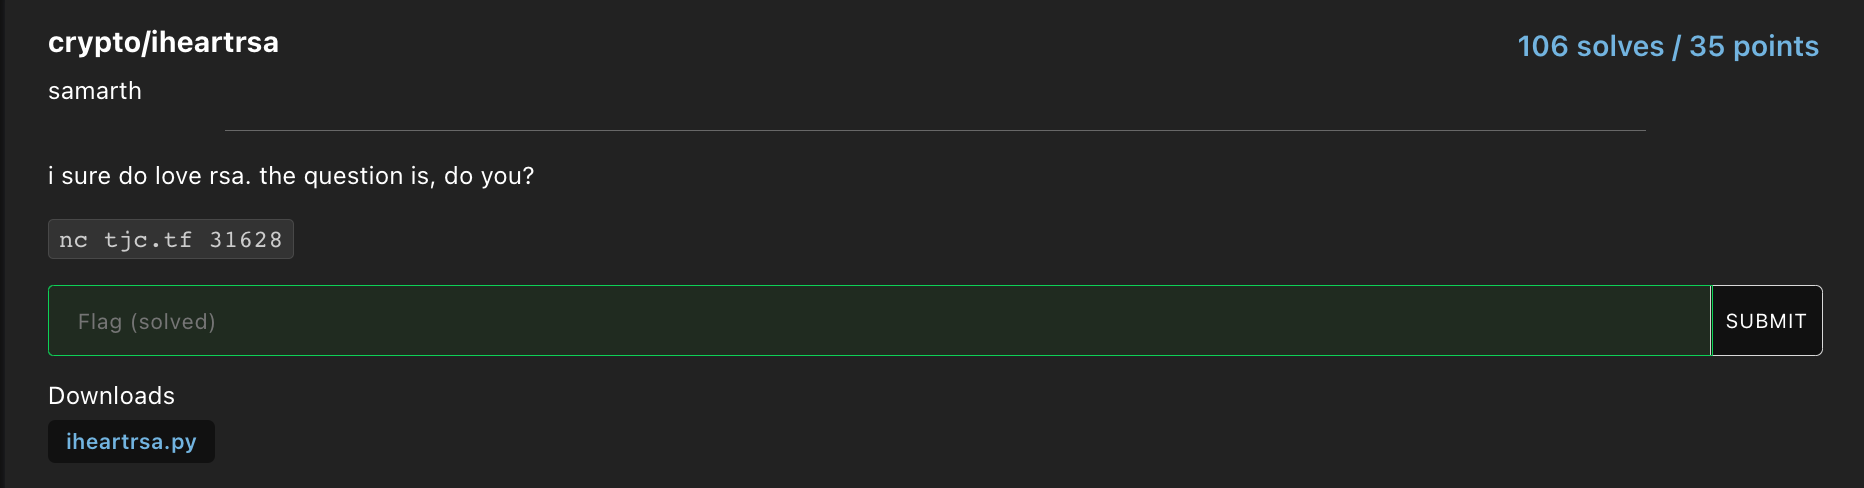 crypto/iheartrsa
106 solves / 35 points
samarth
i sure do love rsa. the question is, do you?
nc tjc.tf 31628
Flag (solved)
SUBMIT
Downloads
iheartrsa.py